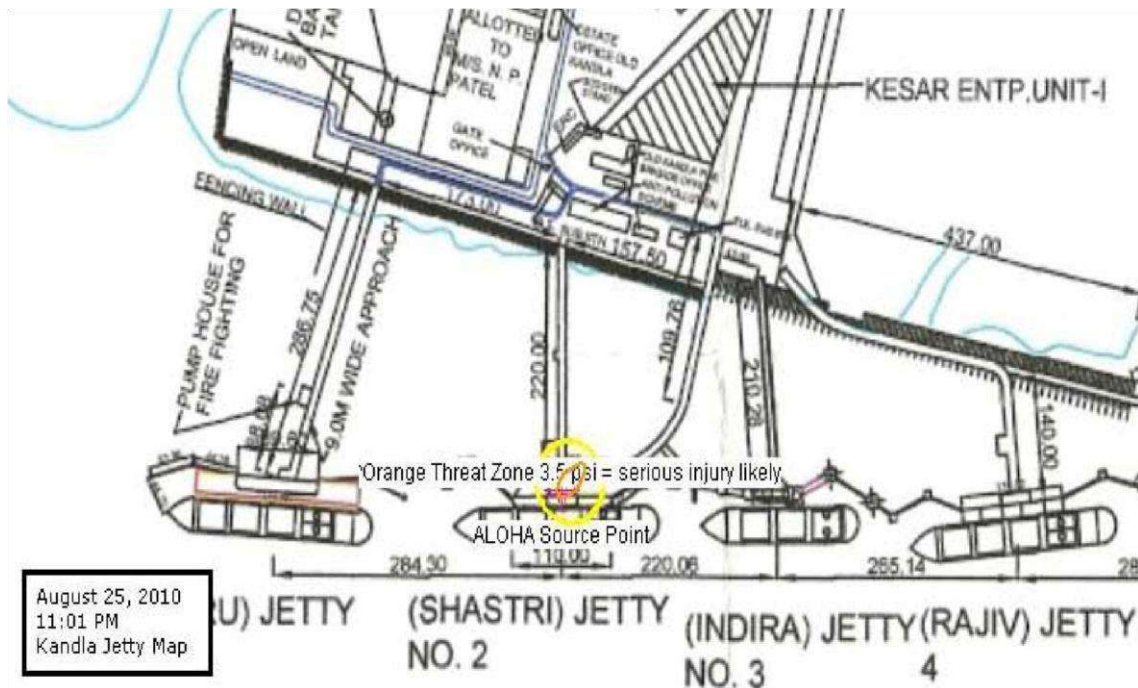 ALLOTTED
TO
M/S. N. P.
PATEL
OPEN LAND
ESTATE
OFFICE OLD
KANDLA
GATE
OFFICE
KESAR ENTP.UNIT-I
FENCING WALL
173.00
157.50
437.00
PUMP HOUSE FOR
FIRE FIGHTING
286.75
9.0M WIDE APPROACH
220.00
109.76
210.28
140.00
Orange Threat Zone 3.5 psi = serious injury likely
ALOHA Source Point
110.00
284.30
220.06
265.14
28
August 25, 2010
11:01 PM
Kandla Jetty Map
RU) JETTY
(SHASTRI) JETTY
NO. 2
(INDIRA) JETTY
NO. 3
(RAJIV) JETTY
4